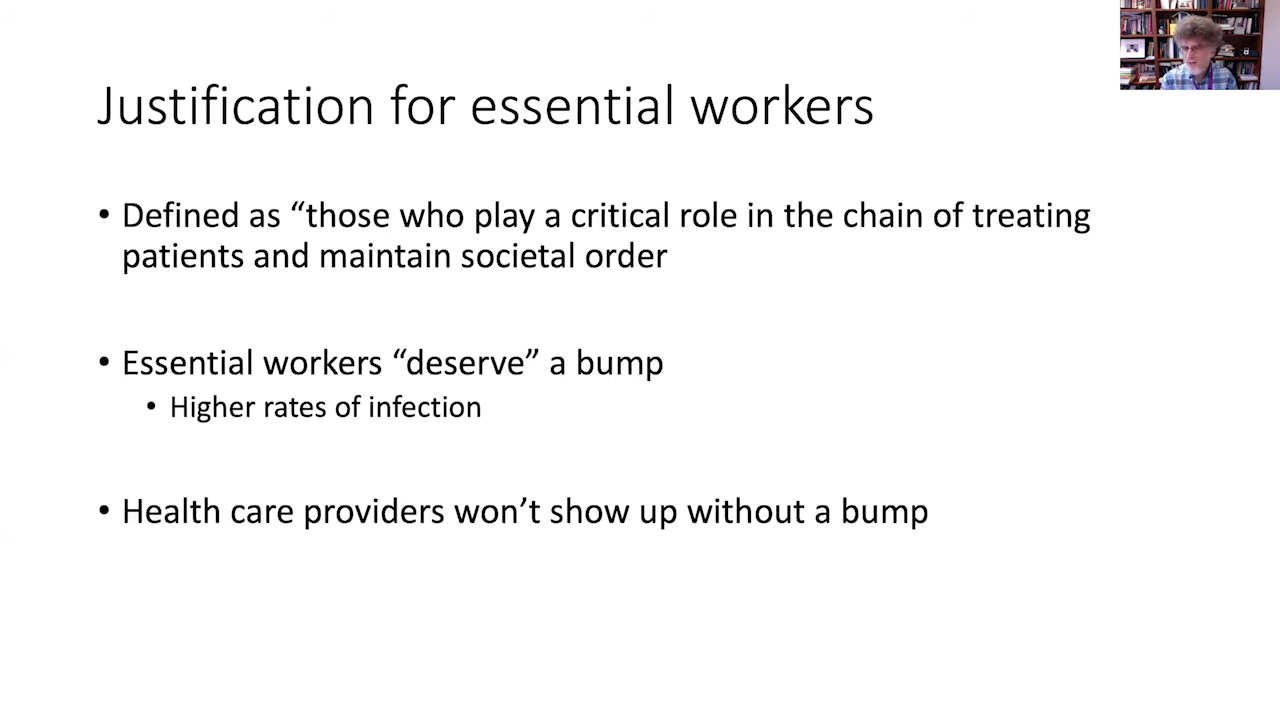 Justification for essential workers
• Defined as “those who play a critical role in the chain of treating
patients and maintain societal order
• Essential workers “deserve” a bump
• Higher rates of infection
• Health care providers won’t show up without a bump